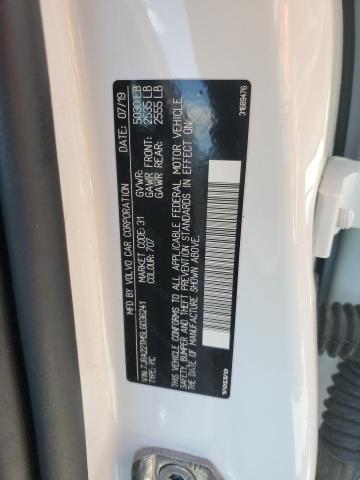 MFD. BY VOLVO CAR CORPORATION DATE: 07/19
MARKET CODE: 31 GVWR: 5030 LB
COLOUR: 707 GAWR FRONT: 2535 LB
GAWR REAR: 2555 LB
THIS VEHICLE CONFORMS TO ALL APPLICABLE FEDERAL MOTOR VEHICLE
SAFETY, BUMPER, AND THEFT PREVENTION STANDARDS IN EFFECT ON
THE DATE OF MANUFACTURE SHOWN ABOVE.
VIN: 7JRA22TM5LG036241
TYPE: PC
VOLVO
31689476